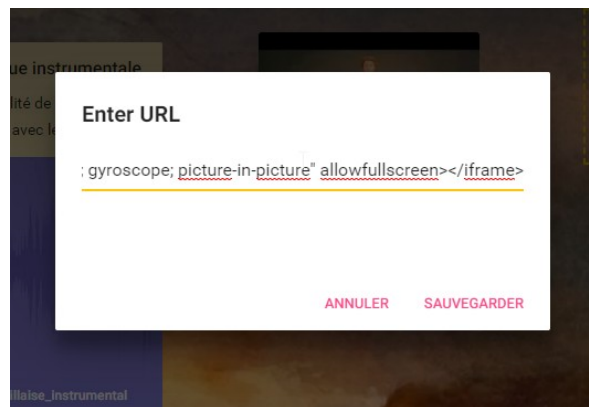 ue instrumentale
lité de
avec le
Enter URL
; gyroscope; picture-in-picture" allowfullscreen></iframe>
ANNULER
SAUVEGARDER
illaise_instrumental